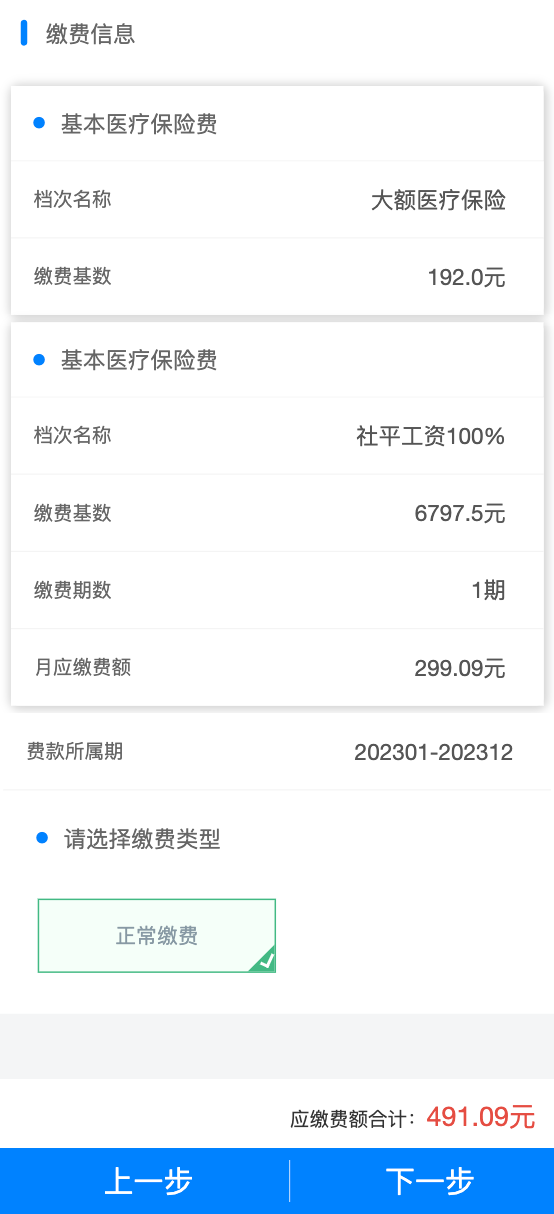 缴费信息
基本医疗保险费
档次名称 大额医疗保险
缴费基数 192.0元
基本医疗保险费
档次名称 社平工资100%
缴费基数 6797.5元
缴费期数 1期
月应缴费额 299.09元
费款所属期 202301-202312
请选择缴费类型
正常缴费
应缴费额合计：491.09元
上一步 下一步